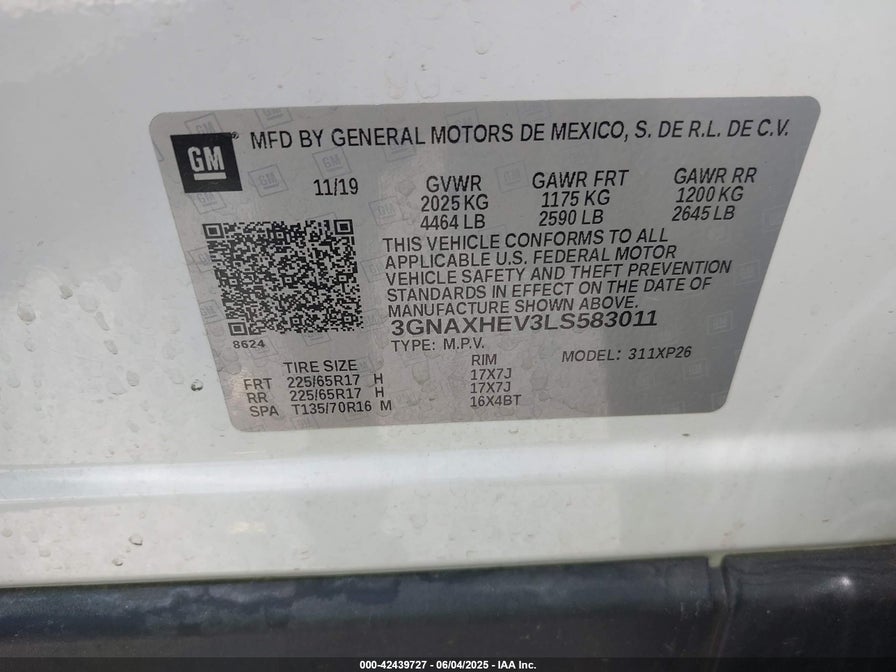 GM
MFD BY GENERAL MOTORS DE MEXICO, S. DE R.L. DE C.V.
11/19 GVWR GAWR FRT GAWR RR
2025 KG 1175 KG 1200 KG
4464 LB 2590 LB 2645 LB
THIS VEHICLE CONFORMS TO ALL
APPLICABLE U.S. FEDERAL MOTOR
VEHICLE SAFETY AND THEFT PREVENTION
STANDARDS IN EFFECT ON THE DATE OF
MANUFACTURE SHOWN ABOVE.
3GNAXHEV3LS583011
8624
TYPE: M.P.V.
TIRE SIZE RIM MODEL: 311XP26
FRT 225/65R17 H 17X7J
RR 225/65R17 H 17X7J
SPA T135/70R16 M 16X4BT
000-42439727 - 06/04/2025 - IAA Inc.